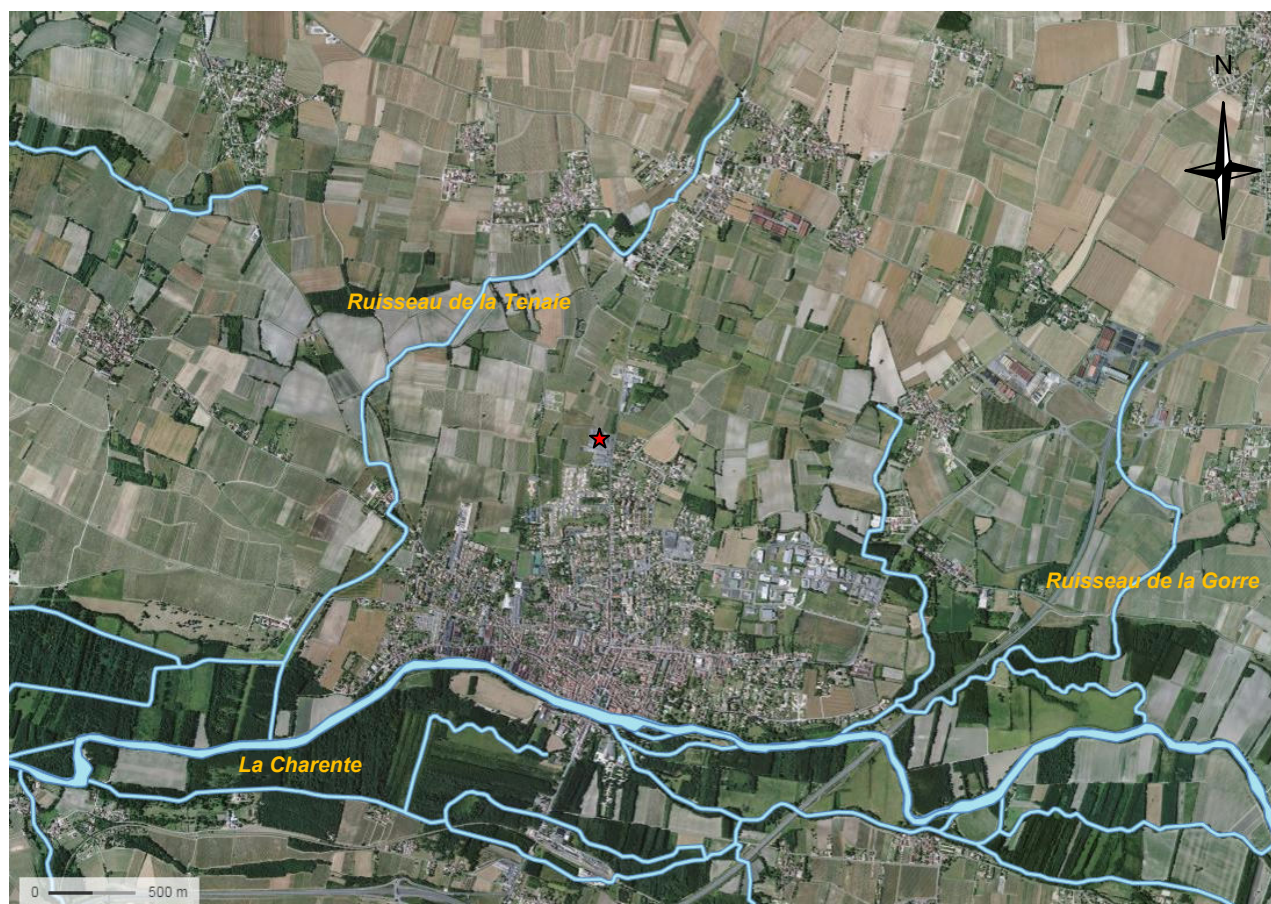 N
Ruisseau de la Tenaie
Ruisseau de la Gorre
La Charente
0 500 m